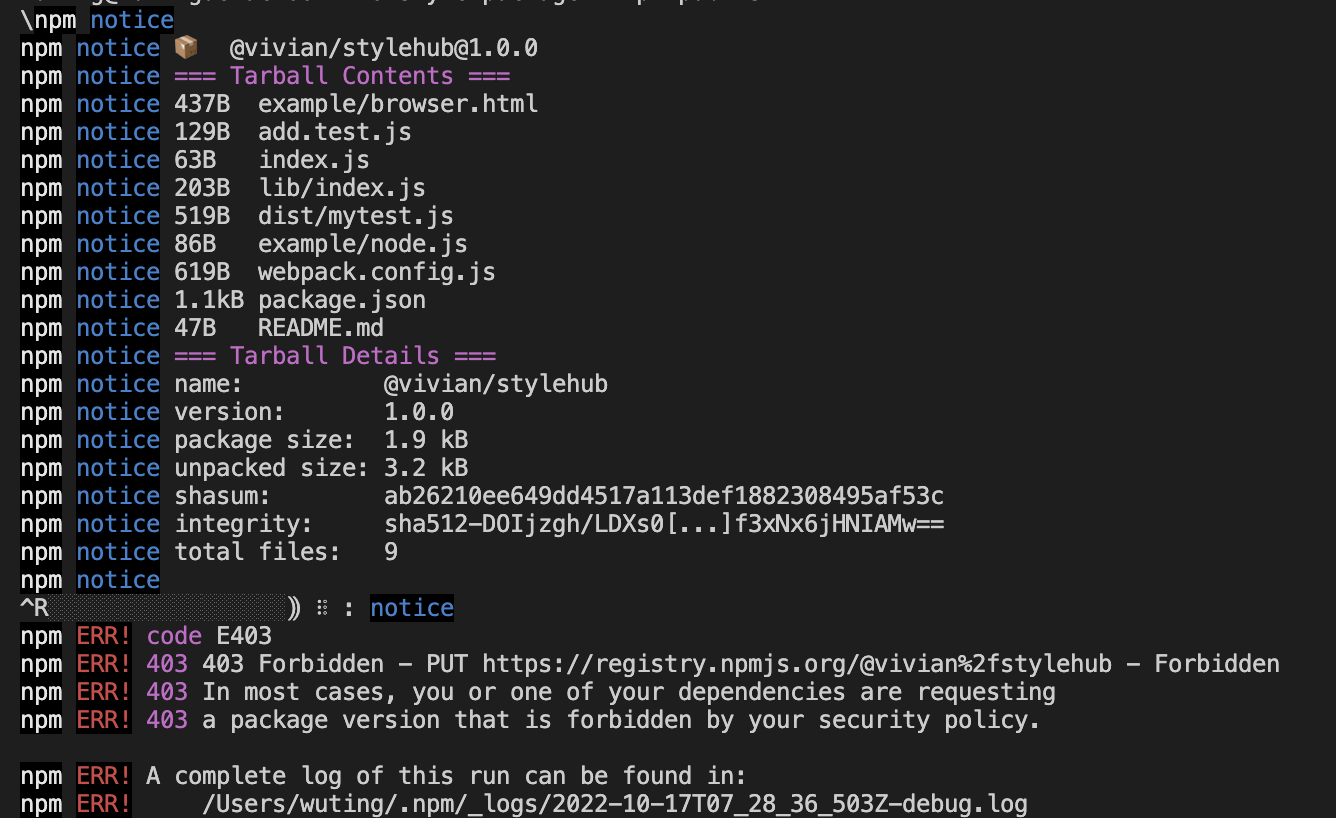 \npm notice
npm notice 📦  @vivian/stylehub@1.0.0
npm notice === Tarball Contents ===
npm notice 437B  example/browser.html
npm notice 129B  add.test.js
npm notice 63B   index.js
npm notice 203B  lib/index.js
npm notice 519B  dist/mytest.js
npm notice 86B   example/node.js
npm notice 619B  webpack.config.js
npm notice 1.1kB package.json
npm notice 47B   README.md
npm notice === Tarball Details ===
npm notice name:          @vivian/stylehub
npm notice version:       1.0.0
npm notice package size:  1.9 kB
npm notice unpacked size: 3.2 kB
npm notice shasum:        ab26210ee649dd4517a113def1882308495af53c
npm notice integrity:     sha512-DOIjzgh/LDXs0[...]f3xNx6jHNIAMw==
npm notice total files:   9
npm notice
^R░░░░░░░░░░░░░░░░░⸩ ⠿ : notice
npm ERR! code E403
npm ERR! 403 403 Forbidden - PUT https://registry.npmjs.org/@vivian%2fstylehub - Forbidden
npm ERR! 403 In most cases, you or one of your dependencies are requesting
npm ERR! 403 a package version that is forbidden by your security policy.
npm ERR! A complete log of this run can be found in:
npm ERR!     /Users/wuting/.npm/_logs/2022-10-17T07_28_36_503Z-debug.log